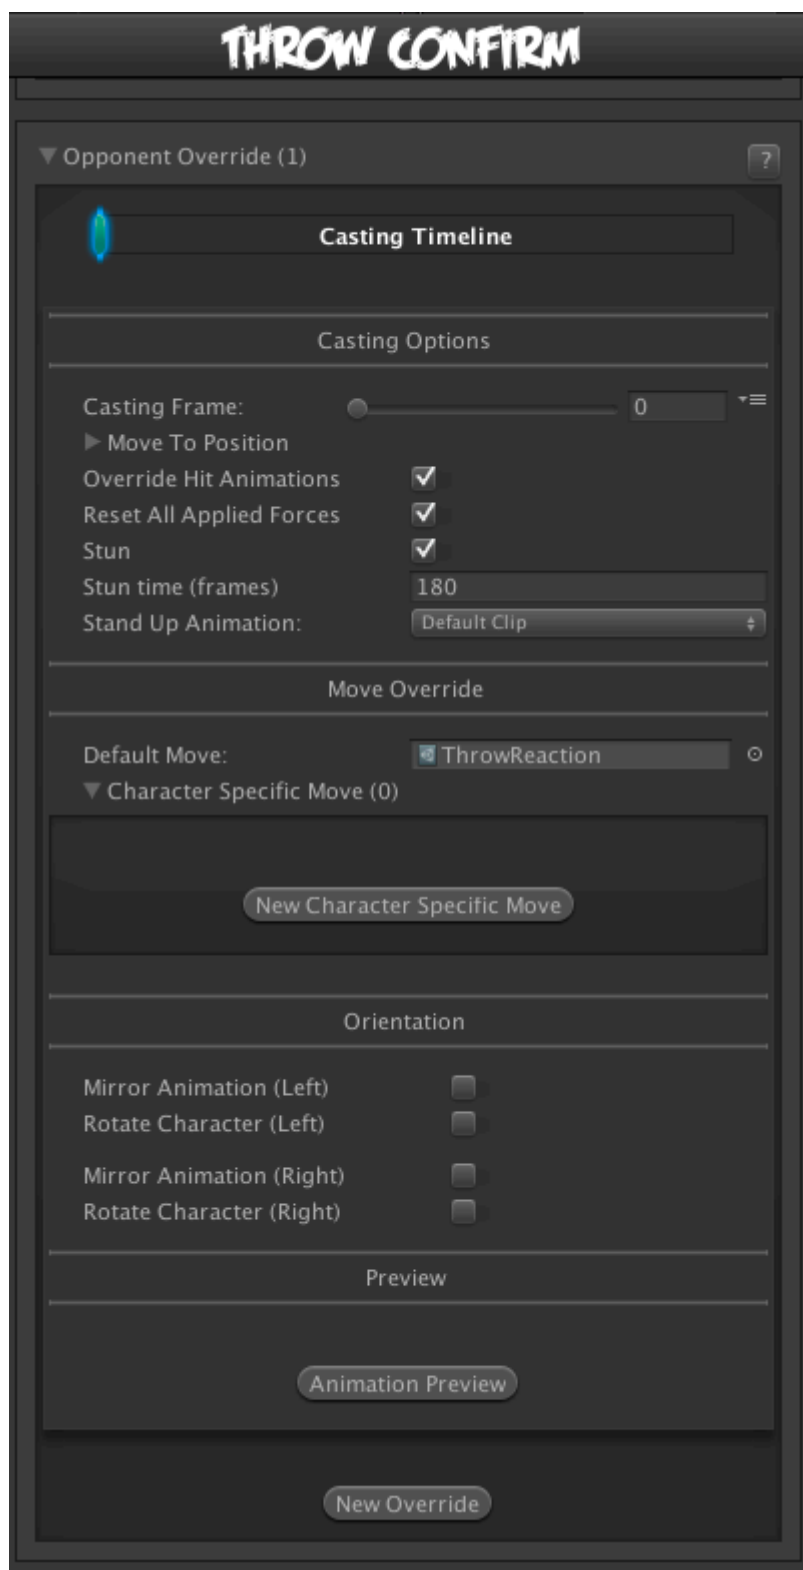 THROW CONFIRM
Opponent Override (1)
?
Casting Timeline
Casting Options
Casting Frame: 0
Move To Position
Override Hit Animations
Reset All Applied Forces
Stun
Stun time (frames) 180
Stand Up Animation: Default Clip
Move Override
Default Move: ThrowReaction
Character Specific Move (0)
New Character Specific Move
Orientation
Mirror Animation (Left)
Rotate Character (Left)
Mirror Animation (Right)
Rotate Character (Right)
Preview
Animation Preview
New Override